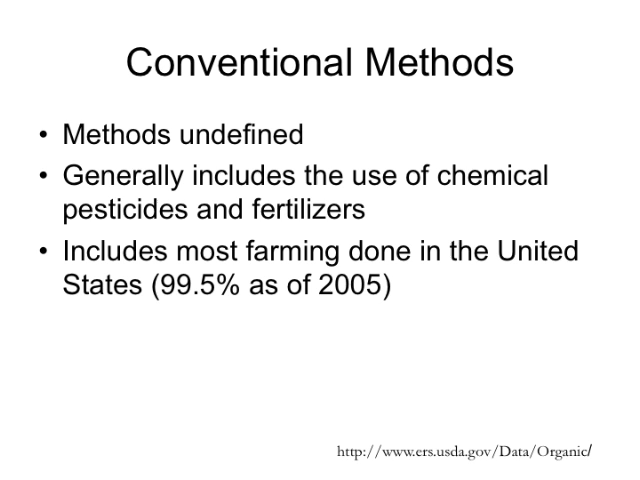 Conventional Methods
• Methods undefined
• Generally includes the use of chemical
pesticides and fertilizers
• Includes most farming done in the United
States (99.5% as of 2005)
http://www.ers.usda.gov/Data/Organic/